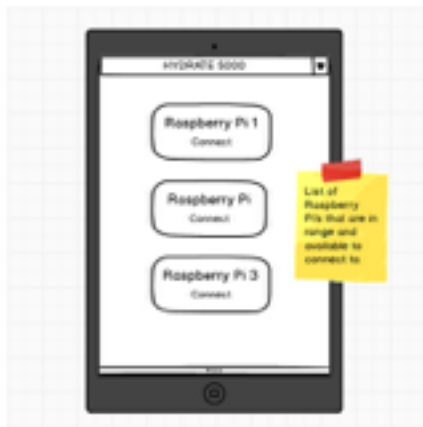 HYDRATE 5000
Raspberry Pi 1
Connect
Raspberry Pi
Connect
Raspberry Pi 3
Connect
List of
Raspberry
PIs that are in
range and
available to
connect to